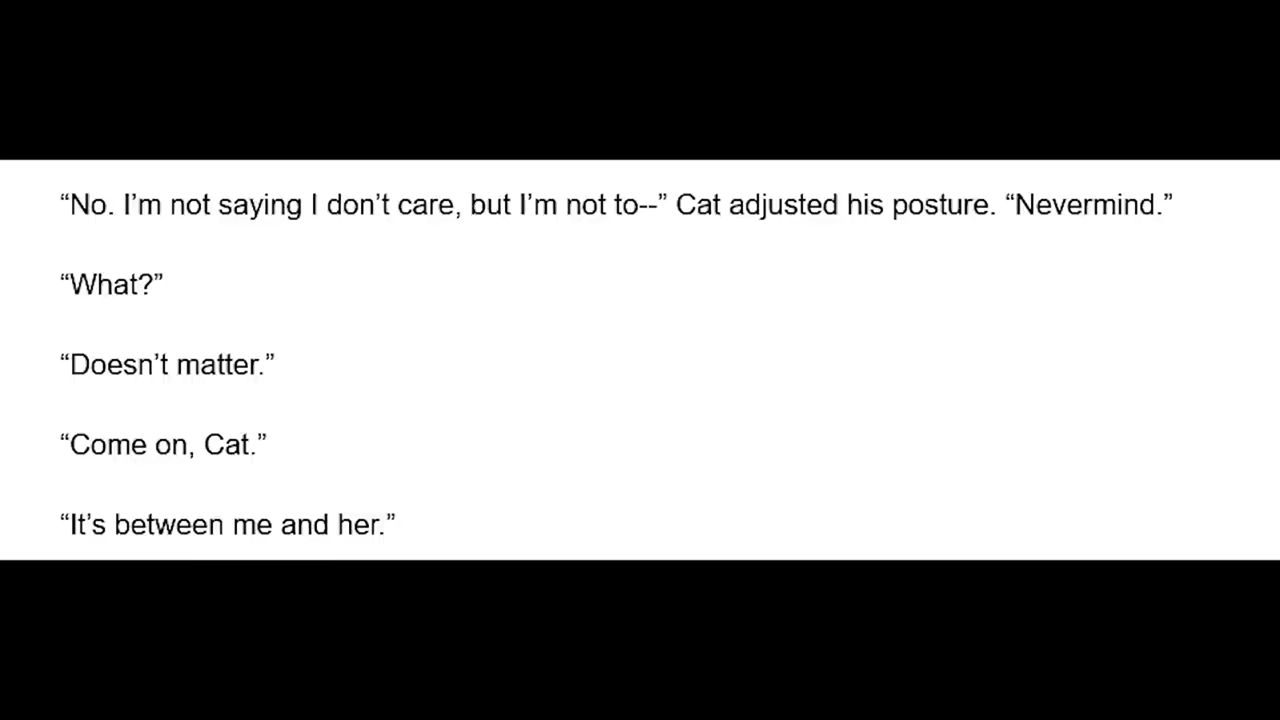 “No. I’m not saying I don’t care, but I’m not to--” Cat adjusted his posture. “Nevermind.”
“What?”
“Doesn’t matter.”
“Come on, Cat.”
“It’s between me and her.”